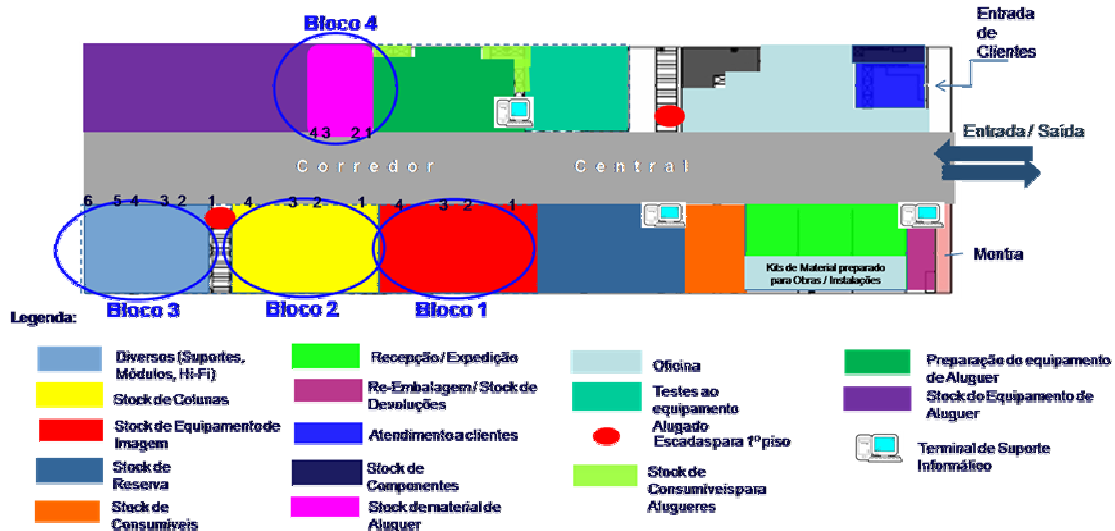 Bloco 4
Entrada
de
Clientes
4 3 2 1
Entrada / Saída
Corredor Central
6 5 4 3 2 1 4 3 2 1 4 3 2 1
Kits de Material preparado
para Obras / Instalações
Montra
Bloco 3
Bloco 2
Bloco 1
Legenda:
Diversos (Suportes,
Módulos, Hi-Fi)
Stock de Colunas
Stock de Equipamento de
Imagem
Stock de
Reserva
Stock de
Consumíveis
Recepção / Expedição
Re-Embalagem / Stock de
Devoluções
Atendimento a clientes
Stock de
Componentes
Stock de material de
Aluguer
Oficina
Testes ao
equipamento
Alugado
Escadas para 1º piso
Stock de
Consumíveis para
Alugueres
Preparação do equipamento
de Aluguer
Stock do Equipamento de
Aluguer
Terminal de Suporte
Informático